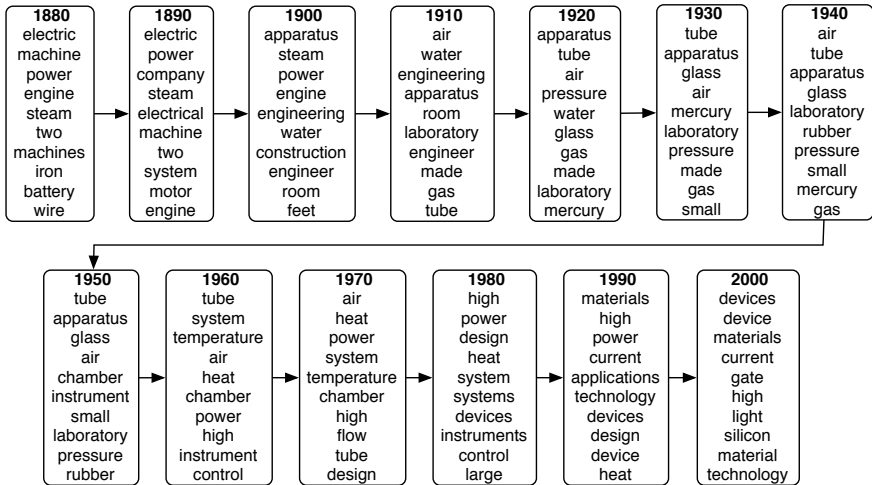 1880
electric
machine
power
engine
steam
two
machines
iron
battery
wire
1890
electric
power
company
steam
electrical
machine
two
system
motor
engine
1900
apparatus
steam
power
engine
engineering
water
construction
engineer
room
feet
1910
air
water
engineering
apparatus
room
laboratory
engineer
made
gas
tube
1920
apparatus
tube
air
pressure
water
glass
gas
made
laboratory
mercury
1930
tube
apparatus
glass
air
mercury
laboratory
pressure
made
gas
small
1940
air
tube
apparatus
glass
laboratory
rubber
pressure
small
mercury
gas
1950
tube
apparatus
glass
air
chamber
instrument
small
laboratory
pressure
rubber
1960
tube
system
temperature
air
heat
chamber
power
high
instrument
control
1970
air
heat
power
system
temperature
chamber
high
flow
tube
design
1980
high
power
design
heat
system
systems
devices
instruments
control
large
1990
materials
high
power
current
applications
technology
devices
design
device
heat
2000
devices
device
materials
current
gate
high
light
silicon
material
technology